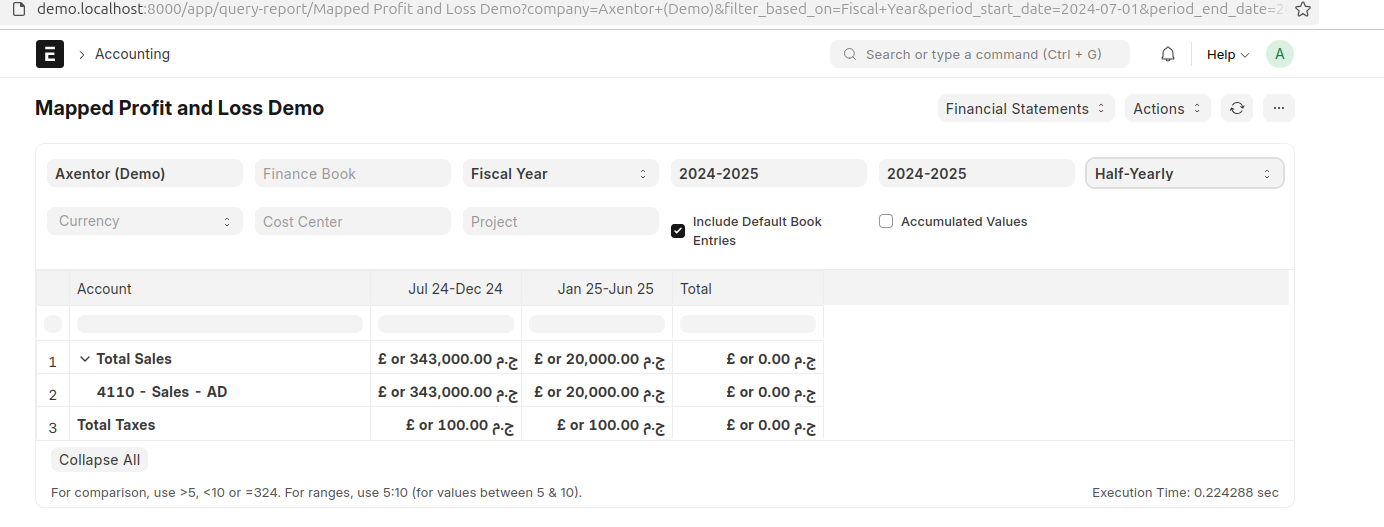 demo.localhost:8000/app/query-report/Mapped Profit and Loss Demo?company=Axentor+(Demo)&filter_based_on=Fiscal+Year&period_start_date=2024-07-01&period_end_date=2
E Accounting Search or type a command (Ctrl + G) Help A
Mapped Profit and Loss Demo Financial Statements Actions ...
Axentor (Demo) Finance Book Fiscal Year 2024-2025 2024-2025 Half-Yearly
Currency Cost Center Project Include Default Book Entries Accumulated Values
Account Jul 24-Dec 24 Jan 25-Jun 25 Total
1 Total Sales £ or 343,000.00 ج.م £ or 20,000.00 ج.م £ or 0.00 ج.م
2 4110 - Sales - AD £ or 343,000.00 ج.م £ or 20,000.00 ج.م £ or 0.00 ج.م
3 Total Taxes £ or 100.00 ج.م £ or 100.00 ج.م £ or 0.00 ج.م
Collapse All
For comparison, use >5, <10 or =324. For ranges, use 5:10 (for values between 5 & 10). Execution Time: 0.224288 sec